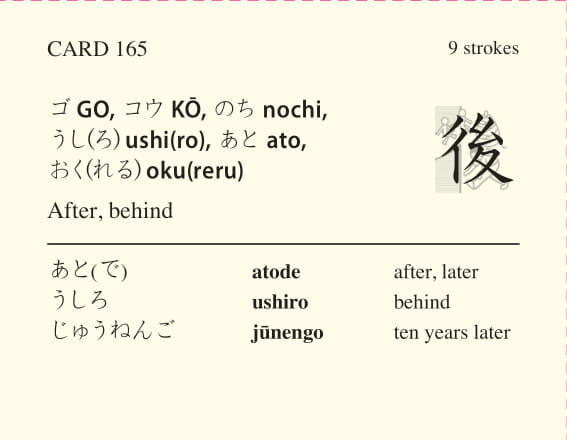 CARD 165 9 strokes
ゴ GO, コウ KŌ, のち nochi,
うし(ろ) ushi(ro), あと ato,
おく(れる) oku(reru)
後
After, behind
あと(で) atode after, later
うしろ ushiro behind
じゅうねんご jūnengo ten years later